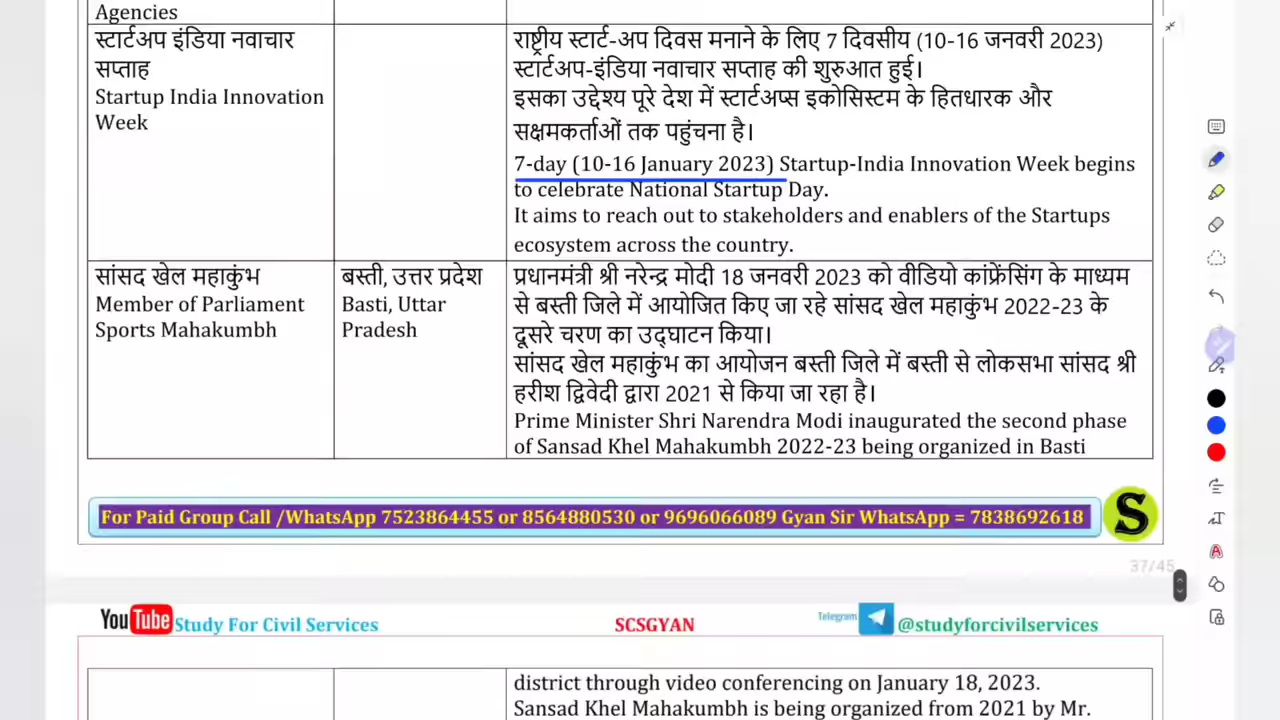 Agencies
स्टार्टअप इंडिया नवाचार
सप्ताह
Startup India Innovation
Week
राष्ट्रीय स्टार्ट-अप दिवस मनाने के लिए 7 दिवसीय (10-16 जनवरी 2023)
स्टार्टअप-इंडिया नवाचार सप्ताह की शुरुआत हुई।
इसका उद्देश्य पूरे देश में स्टार्टअप्स इकोसिस्टम के हितधारक और
सक्षमकर्ताओं तक पहुंचना है।
7-day (10-16 January 2023) Startup-India Innovation Week begins
to celebrate National Startup Day.
It aims to reach out to stakeholders and enablers of the Startups
ecosystem across the country.
सांसद खेल महाकुंभ
Member of Parliament
Sports Mahakumbh
बस्ती, उत्तर प्रदेश
Basti, Uttar
Pradesh
प्रधानमंत्री श्री नरेन्द्र मोदी 18 जनवरी 2023 को वीडियो कांफ्रेंसिंग के माध्यम
से बस्ती जिले में आयोजित किए जा रहे सांसद खेल महाकुंभ 2022-23 के
दूसरे चरण का उद्घाटन किया।
सांसद खेल महाकुंभ का आयोजन बस्ती जिले में बस्ती से लोकसभा सांसद श्री
हरीश द्विवेदी द्वारा 2021 से किया जा रहा है।
Prime Minister Shri Narendra Modi inaugurated the second phase
of Sansad Khel Mahakumbh 2022-23 being organized in Basti
For Paid Group Call /WhatsApp 7523864455 or 8564880530 or 9696066089 Gyan Sir WhatsApp = 7838692618
S
37/45
YouTube Study For Civil Services
SCSGYAN
Telegram @studyforcivilservices
district through video conferencing on January 18, 2023.
Sansad Khel Mahakumbh is being organized from 2021 by Mr.